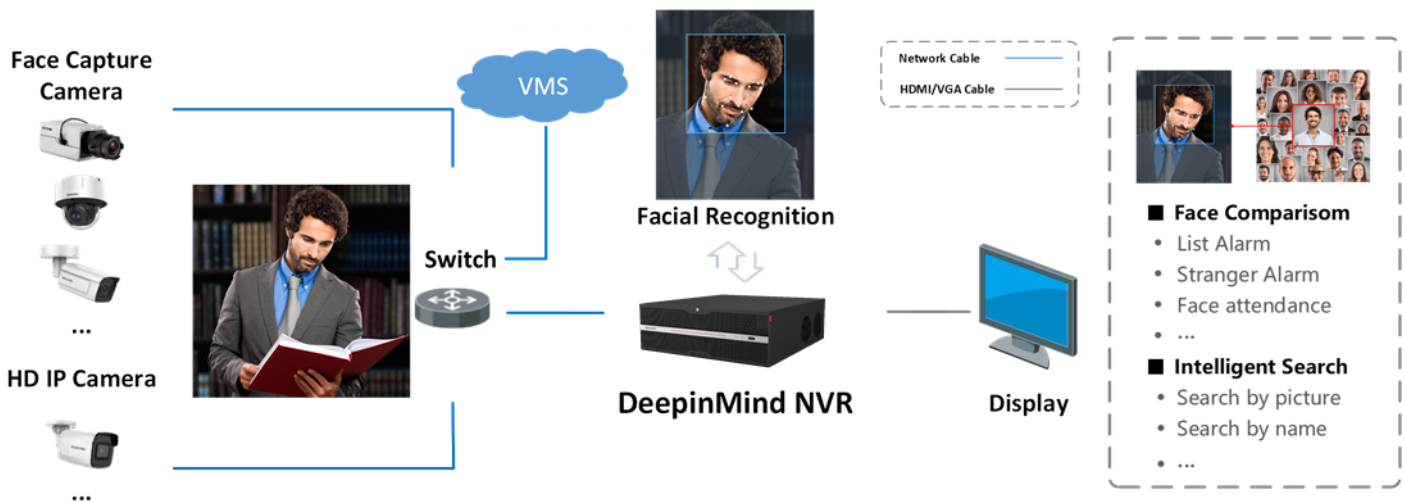 Face Capture
Camera
...
HD IP Camera
...
VMS
Switch
Facial Recognition
DeepinMind NVR
Network Cable
HDMI/VGA Cable
Display
■ Face Comparisom
• List Alarm
• Stranger Alarm
• Face attendance
• ...
■ Intelligent Search
• Search by picture
• Search by name
• ...